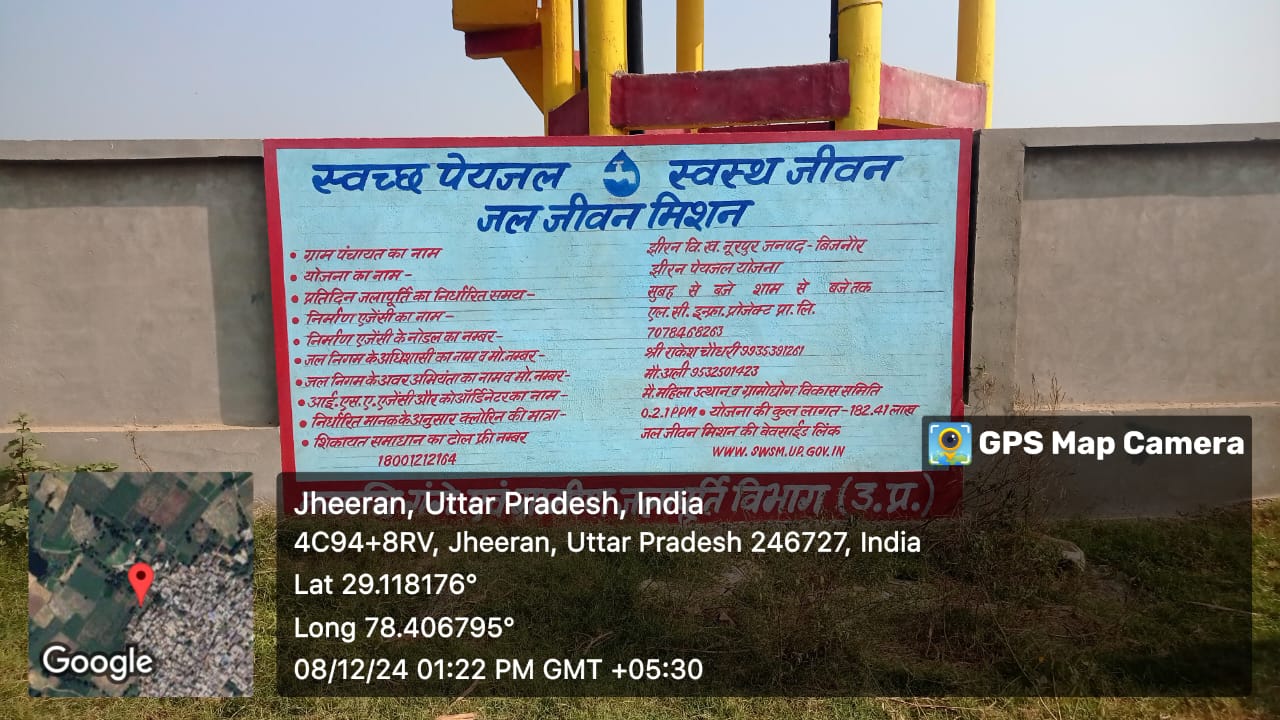 स्वच्छ पेयजल स्वस्थ जीवन
जल जीवन मिशन
• ग्राम पंचायत का नाम झीरन वि.ख. नूरपुर जनपद - बिजनौर
• योजना का नाम - झीरन पेयजल योजना
• प्रतिदिन जलापूर्ति का निर्धारित समय - सुबह से बजे शाम से बजे तक
• निर्माण एजेंसी का नाम - एल.सी. इन्फ्रा.प्रोजेक्ट प्रा.लि.
• निर्माण एजेंसी के नोडल का नम्बर - 7078468263
• जल निगम के अधिशासी का नाम व मो.नम्बर - श्री राकेश चौधरी 9935391261
• जल निगम के अवर अभियंता का नाम व मो.नम्बर - मौ.अली 9532501423
• आई.एस.ए.एजेंसी और कोऑर्डिनेटर का नाम - मै.महिला उत्थान व ग्रामोद्योग विकास समिति
• निर्धारित मानक के अनुसार क्लोरिन की मात्रा - 0.2.1 PPM • योजना की कुल लागत - 182.41 लाख
• शिकायत समाधान का टोल फ्री नम्बर जल जीवन मिशन की वेवसाईड लिंक
18001212164 WWW.SWSM.UP.GOV.IN
जलापूर्ति विभाग (उ.प्र.)
GPS Map Camera
Jheeran, Uttar Pradesh, India
4C94+8RV, Jheeran, Uttar Pradesh 246727, India
Lat 29.118176°
Long 78.406795°
08/12/24 01:22 PM GMT +05:30
Google